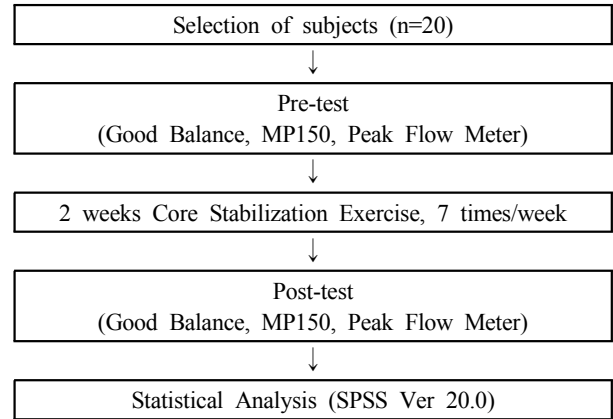 Selection of subjects (n=20)
Pre-test
(Good Balance, MP150, Peak Flow Meter)
2 weeks Core Stabilization Exercise, 7 times/week
Post-test
(Good Balance, MP150, Peak Flow Meter)
Statistical Analysis (SPSS Ver 20.0)